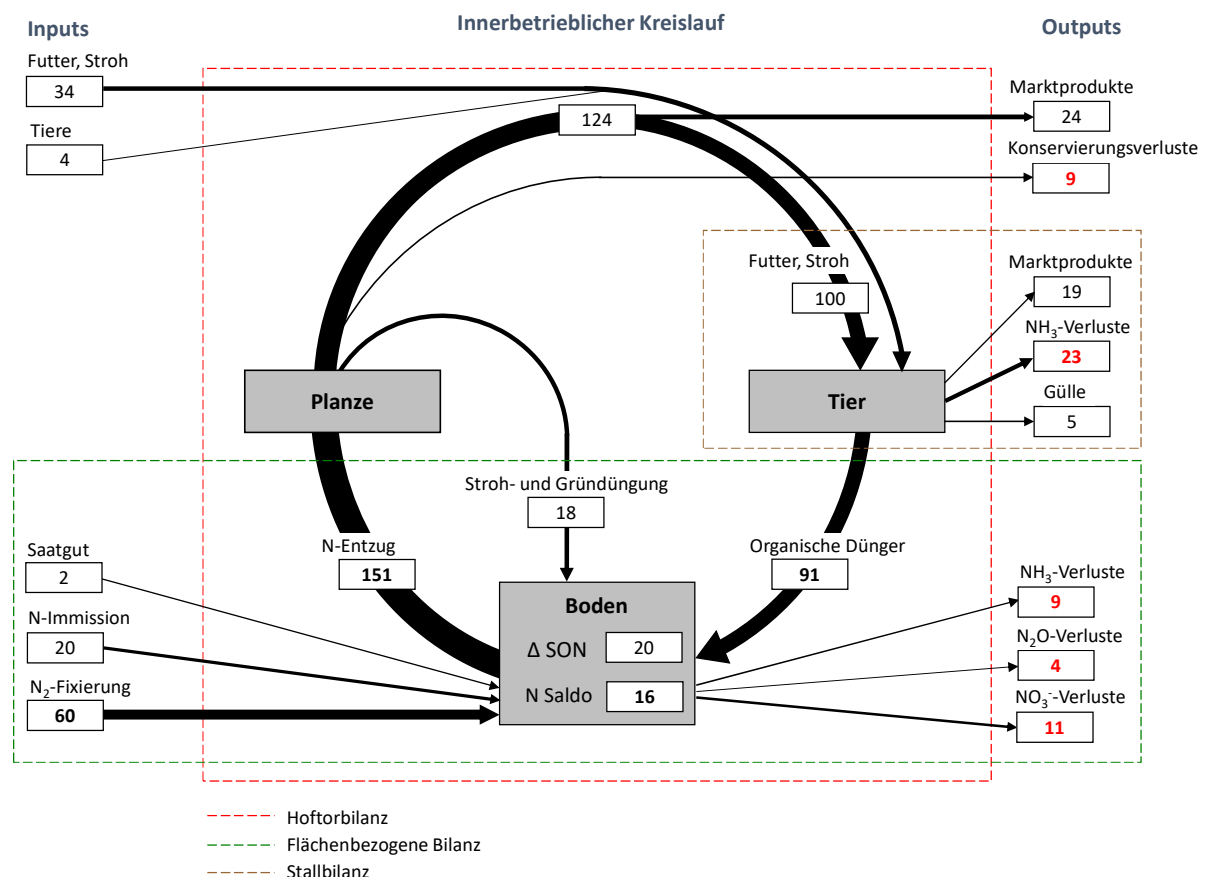 Inputs
Innerbetrieblicher Kreislauf
Outputs
Futter, Stroh
34
Tiere
4
124
Marktprodukte
24
Konservierungsverluste
9
Futter, Stroh
100
Marktprodukte
19
NH₃-Verluste
23
Gülle
5
Planze
Tier
Stroh- und Gründüngung
18
N-Entzug
151
Organische Dünger
91
Saatgut
2
N-Immission
20
N₂-Fixierung
60
Boden
Δ SON
20
N Saldo
16
NH₃-Verluste
9
N₂O-Verluste
4
NO₃⁻-Verluste
11
Hoftorbilanz
Flächenbezogene Bilanz
Stallbilanz